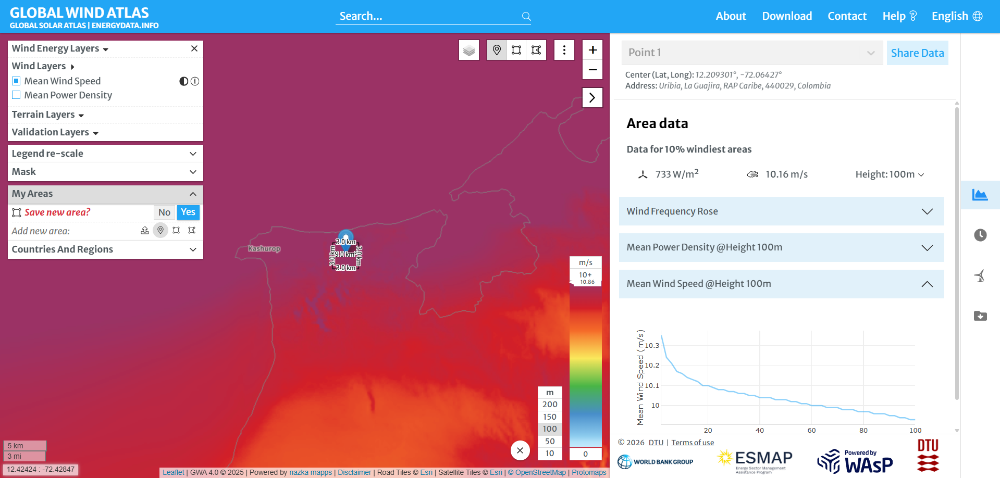 GLOBAL WIND ATLAS
GLOBAL SOLAR ATLAS | ENERGYDATA.INFO
Search...
About
Download
Contact
Help
English
Wind Energy Layers
Wind Layers
Mean Wind Speed
Mean Power Density
Terrain Layers
Validation Layers
Legend re-scale
Mask
My Areas
Save new area?
No
Yes
Add new area:
Countries And Regions
Kashurop
3.0 km
3.0 km
9.0 km²
3.0 km
3.0 km
+
−
m/s
10+
10.86
0
m
200
150
100
50
10
5 km
3 mi
12.42424 : -72.42847
Leaflet | GWA 4.0 © 2025 | Powered by nazka mapps | Disclaimer | Road Tiles © Esri | Satellite Tiles © Esri | © OpenStreetMap | Protomaps
Point 1
Share Data
Center (Lat, Long): 12.209301°, -72.06427°
Address: Uribia, La Guajira, RAP Caribe, 440029, Colombia
Area data
Data for 10% windiest areas
733 W/m²
10.16 m/s
Height: 100m
Wind Frequency Rose
Mean Power Density @Height 100m
Mean Wind Speed @Height 100m
Mean Wind Speed (m/s)
10.3
10.2
10.1
10
20
40
60
80
100
© 2026 DTU | Terms of use
WORLD BANK GROUP
ESMAP
Energy Sector Management
Assistance Program
Powered by
WAsP
DTU